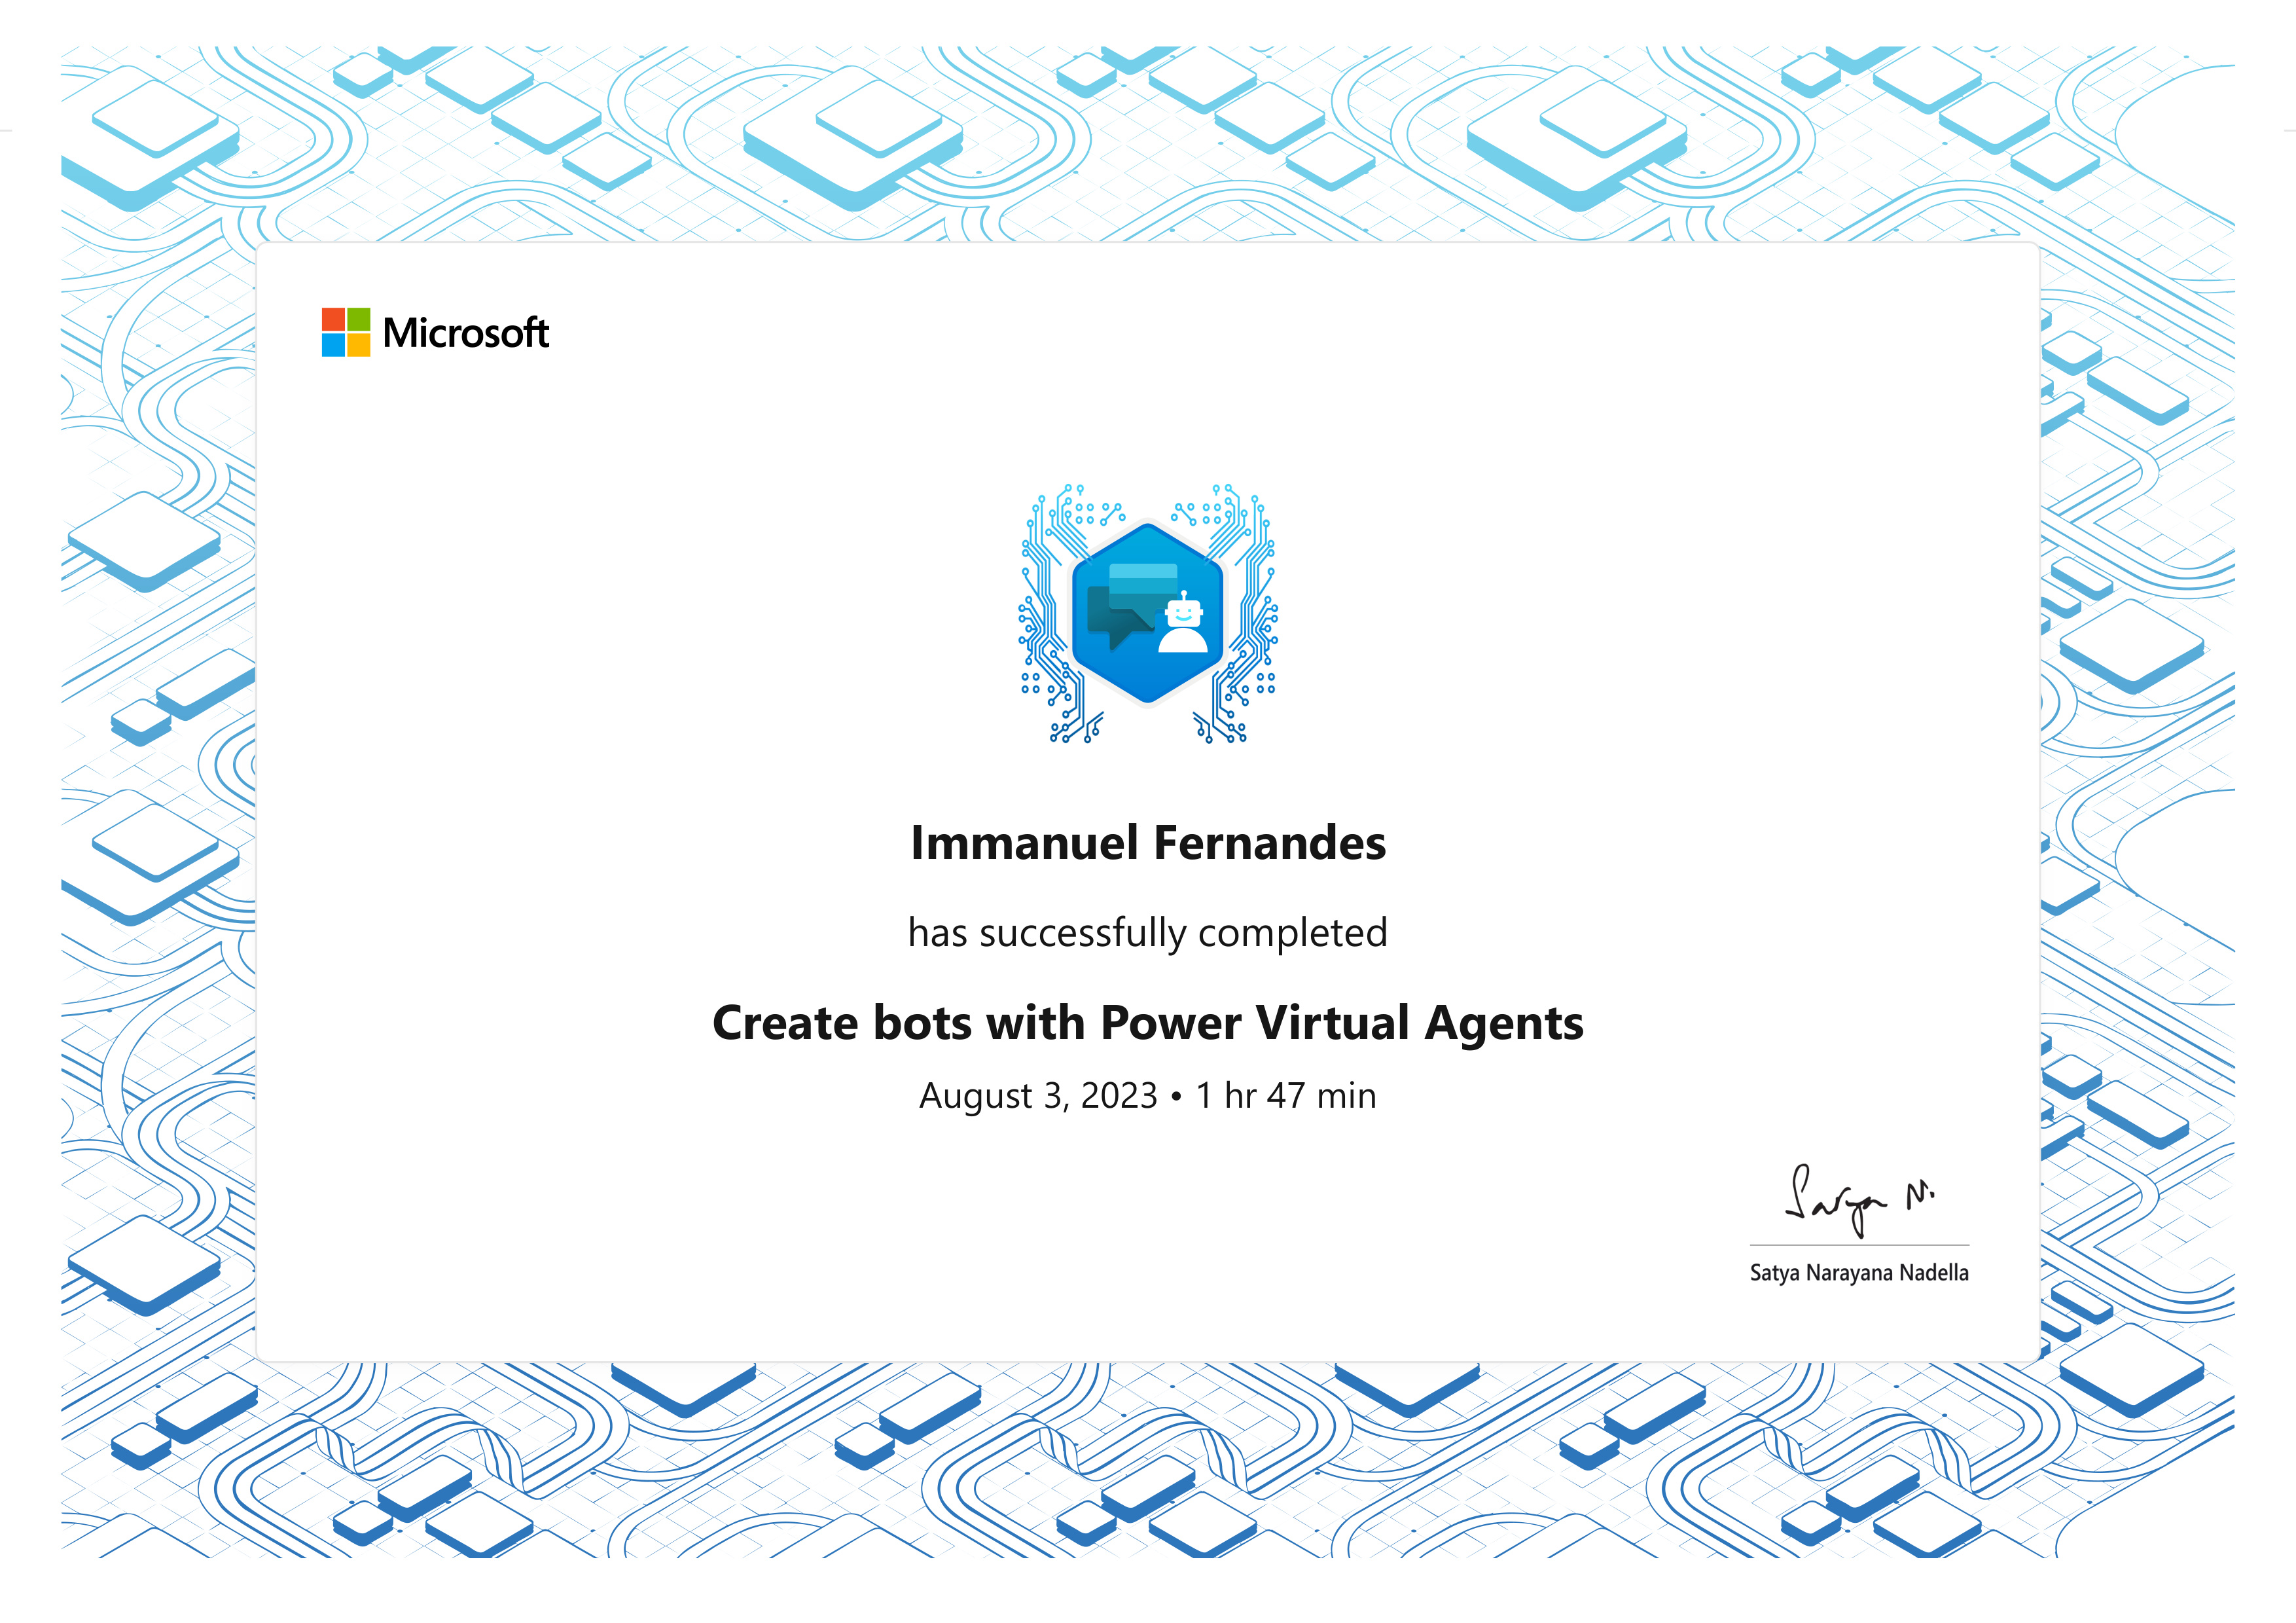 Microsoft
Immanuel Fernandes
has successfully completed
Create bots with Power Virtual Agents
August 3, 2023 • 1 hr 47 min
Satya N.
Satya Narayana Nadella